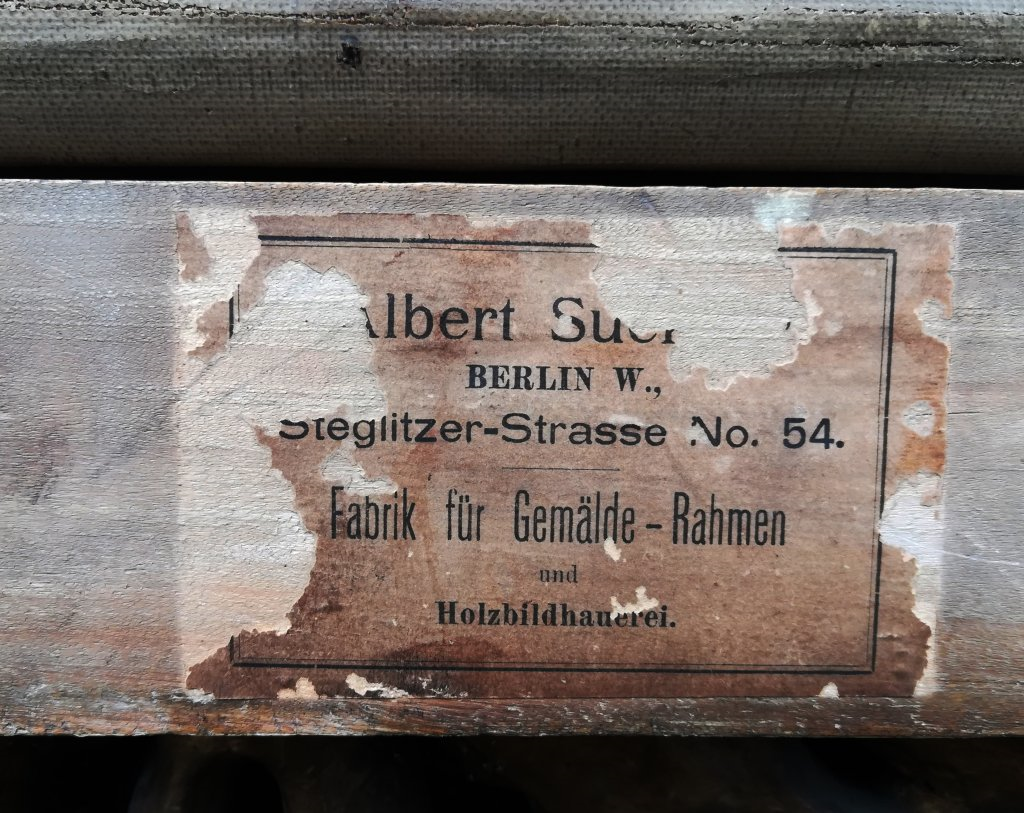 Albert
BERLIN W.,
Steglitzer-Strasse No. 54.
Fabrik für Gemälde-Rahmen
und
Holzbildhauerei.